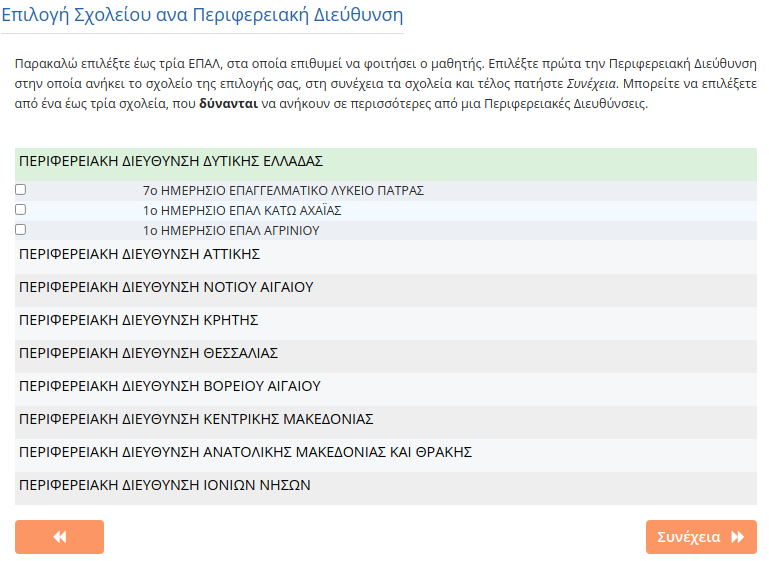 Επιλογή Σχολείου ανα Περιφερειακή Διεύθυνση
Παρακαλώ επιλέξτε έως τρία ΕΠΑΛ, στα οποία επιθυμεί να φοιτήσει ο μαθητής. Επιλέξτε πρώτα την Περιφερειακή Διεύθυνση
στην οποία ανήκει το σχολείο της επιλογής σας, στη συνέχεια τα σχολεία και τέλος πατήστε Συνέχεια. Μπορείτε να επιλέξετε
από ένα έως τρία σχολεία, που δύνανται να ανήκουν σε περισσότερες από μια Περιφερειακές Διευθύνσεις.
ΠΕΡΙΦΕΡΕΙΑΚΗ ΔΙΕΥΘΥΝΣΗ ΔΥΤΙΚΗΣ ΕΛΛΑΔΑΣ
7ο ΗΜΕΡΗΣΙΟ ΕΠΑΓΓΕΛΜΑΤΙΚΟ ΛΥΚΕΙΟ ΠΑΤΡΑΣ
1ο ΗΜΕΡΗΣΙΟ ΕΠΑΛ ΚΑΤΩ ΑΧΑΪΑΣ
1ο ΗΜΕΡΗΣΙΟ ΕΠΑΛ ΑΓΡΙΝΙΟΥ
ΠΕΡΙΦΕΡΕΙΑΚΗ ΔΙΕΥΘΥΝΣΗ ΑΤΤΙΚΗΣ
ΠΕΡΙΦΕΡΕΙΑΚΗ ΔΙΕΥΘΥΝΣΗ ΝΟΤΙΟΥ ΑΙΓΑΙΟΥ
ΠΕΡΙΦΕΡΕΙΑΚΗ ΔΙΕΥΘΥΝΣΗ ΚΡΗΤΗΣ
ΠΕΡΙΦΕΡΕΙΑΚΗ ΔΙΕΥΘΥΝΣΗ ΘΕΣΣΑΛΙΑΣ
ΠΕΡΙΦΕΡΕΙΑΚΗ ΔΙΕΥΘΥΝΣΗ ΒΟΡΕΙΟΥ ΑΙΓΑΙΟΥ
ΠΕΡΙΦΕΡΕΙΑΚΗ ΔΙΕΥΘΥΝΣΗ ΚΕΝΤΡΙΚΗΣ ΜΑΚΕΔΟΝΙΑΣ
ΠΕΡΙΦΕΡΕΙΑΚΗ ΔΙΕΥΘΥΝΣΗ ΑΝΑΤΟΛΙΚΗΣ ΜΑΚΕΔΟΝΙΑΣ ΚΑΙ ΘΡΑΚΗΣ
ΠΕΡΙΦΕΡΕΙΑΚΗ ΔΙΕΥΘΥΝΣΗ ΙΟΝΙΩΝ ΝΗΣΩΝ
Συνέχεια